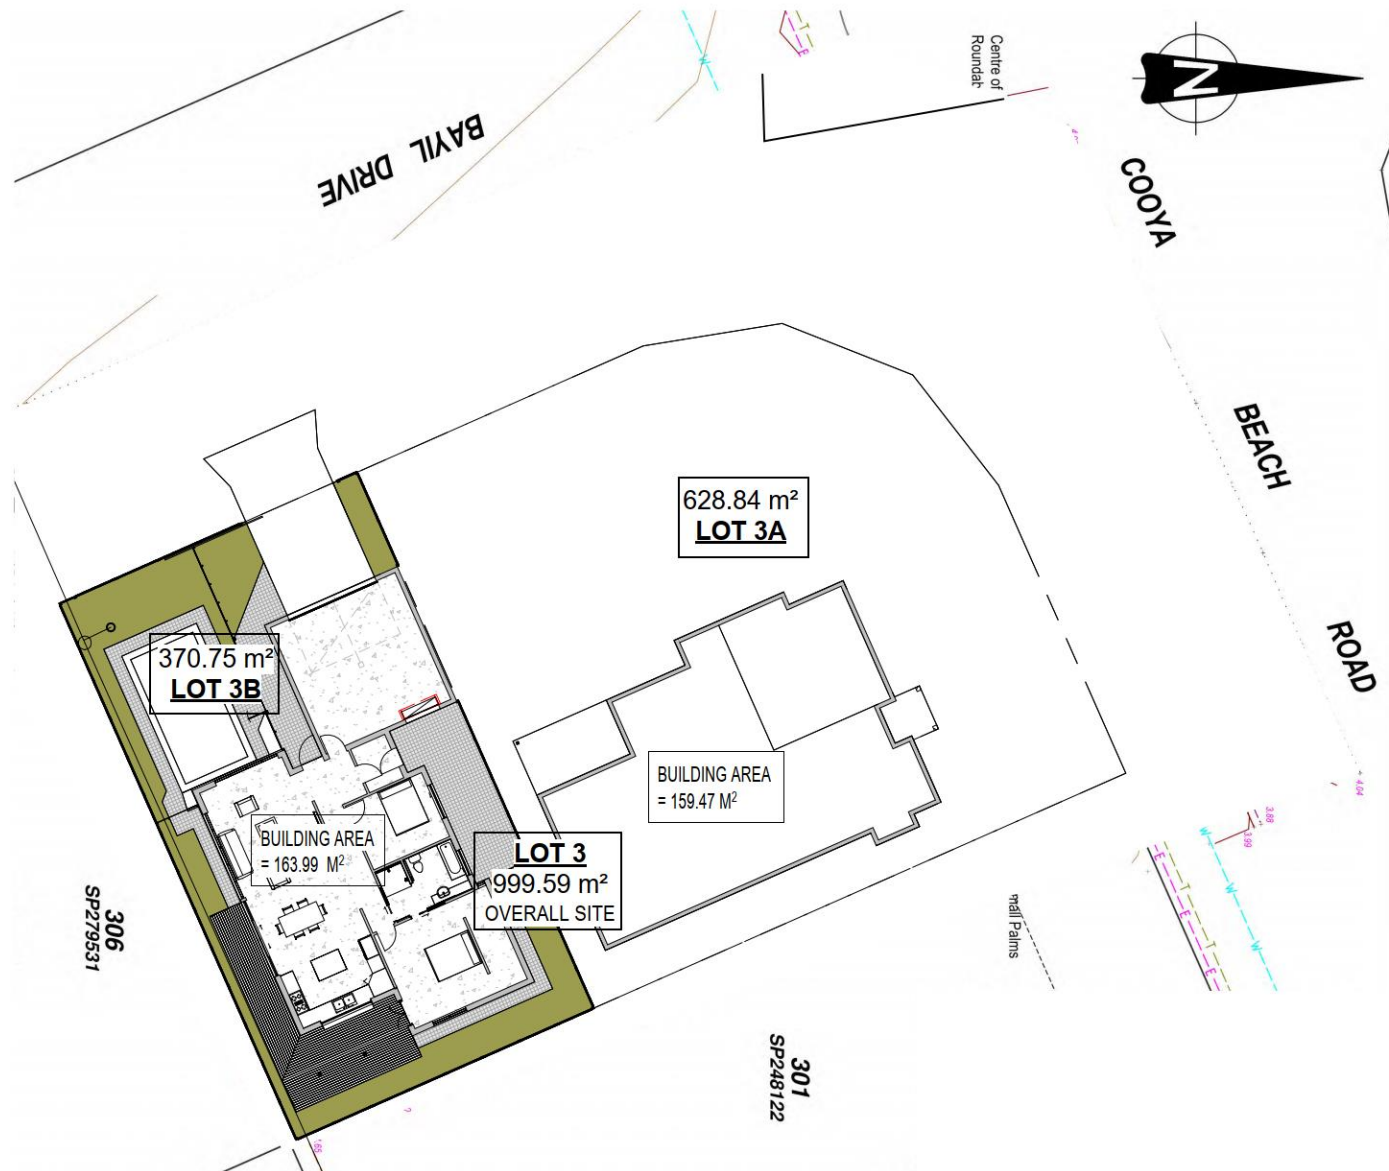 BAYIL DRIVE
Centre of
Roundab
N
COOYA
BEACH
ROAD
628.84 m²
LOT 3A
370.75 m²
LOT 3B
BUILDING AREA
= 159.47 M²
BUILDING AREA
= 163.99 M²
LOT 3
999.59 m²
OVERALL SITE
306
SP279531
301
SP248122
mall Palms
4.04
3.88
3.99
W
E
T
W
E
T
E
T
E
W
W
W
.65